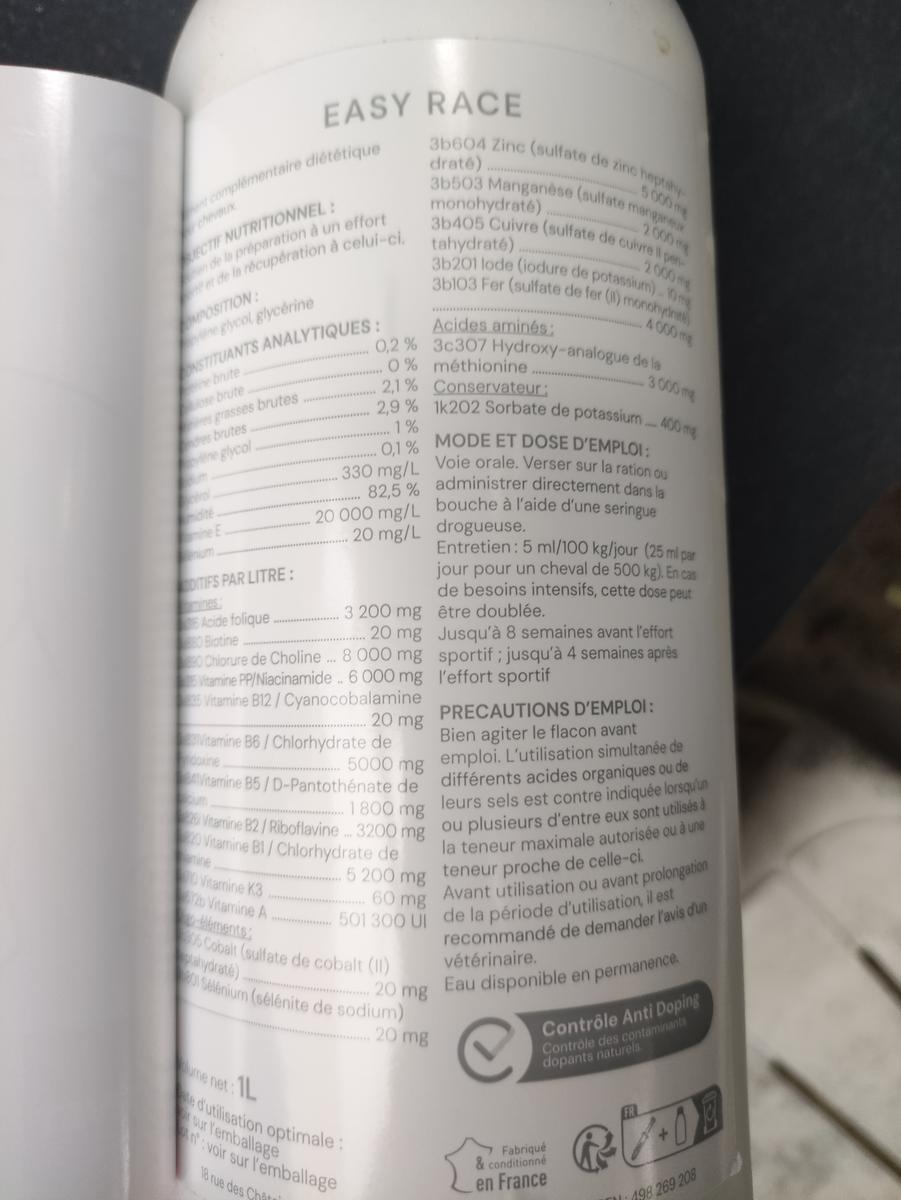 EASY RACE
complémentaire diététique
chevaux.
NUTRITIONNEL :
de la préparation à un effort
et de la récupération à celui-ci.
glycol, glycérine
ANALYTIQUES :
brute ........ 0,2 %
brute ........ 0 %
grasses brutes ........ 2,1 %
brutes ........ 2,9 %
glycol ........ 1 %
........ 0,1 %
........ 330 mg/L
........ 82,5 %
E ........ 20 000 mg/L
........ 20 mg/L
PAR LITRE :
Acide folique ........ 3 200 mg
Biotine ........ 20 mg
Chlorure de Choline ... 8 000 mg
Vitamine PP/Niacinamide .. 6 000 mg
Vitamine B12 / Cyanocobalamine
........ 20 mg
Vitamine B6 / Chlorhydrate de
........ 5000 mg
Vitamine B5 / D-Pantothénate de
........ 1 800 mg
Vitamine B2 / Riboflavine ... 3200 mg
Vitamine B1 / Chlorhydrate de
........ 5 200 mg
Vitamine K3 ........ 60 mg
Vitamine A ........ 501 300 UI
Cobalt (sulfate de cobalt (II)
........ 20 mg
Sélénium (sélénite de sodium)
........ 20 mg
net : 1L
d'utilisation optimale :
sur l'emballage
n° : voir sur l'emballage
18 rue des
3b604 Zinc (sulfate de zinc heptahy-
draté) ........ 5 000 mg
3b503 Manganèse (sulfate manganeux
monohydraté) ........ 2 000 mg
3b405 Cuivre (sulfate de cuivre II pen-
tahydraté) ........ 2 000 mg
3b201 Iode (iodure de potassium) .. 10 mg
3b103 Fer (sulfate de fer (II) monohydraté)
........ 4 000 mg
Acides aminés :
3c307 Hydroxy-analogue de la
méthionine ........ 3 000 mg
Conservateur :
1k202 Sorbate de potassium .... 400 mg
MODE ET DOSE D'EMPLOI :
Voie orale. Verser sur la ration ou
administrer directement dans la
bouche à l'aide d'une seringue
drogueuse.
Entretien : 5 ml/100 kg/jour (25 ml par
jour pour un cheval de 500 kg). En cas
de besoins intensifs, cette dose peut
être doublée.
Jusqu'à 8 semaines avant l'effort
sportif ; jusqu'à 4 semaines après
l'effort sportif
PRECAUTIONS D'EMPLOI :
Bien agiter le flacon avant
emploi. L'utilisation simultanée de
différents acides organiques ou de
leurs sels est contre indiquée lorsqu'un
ou plusieurs d'entre eux sont utilisés à
la teneur maximale autorisée ou à une
teneur proche de celle-ci.
Avant utilisation ou avant prolongation
de la période d'utilisation, il est
recommandé de demander l'avis d'un
vétérinaire.
Eau disponible en permanence.
Contrôle Anti Doping
Contrôle des contaminants
dopants naturels.
Fabriqué
& conditionné
en France
FR
+
: 498 269 208